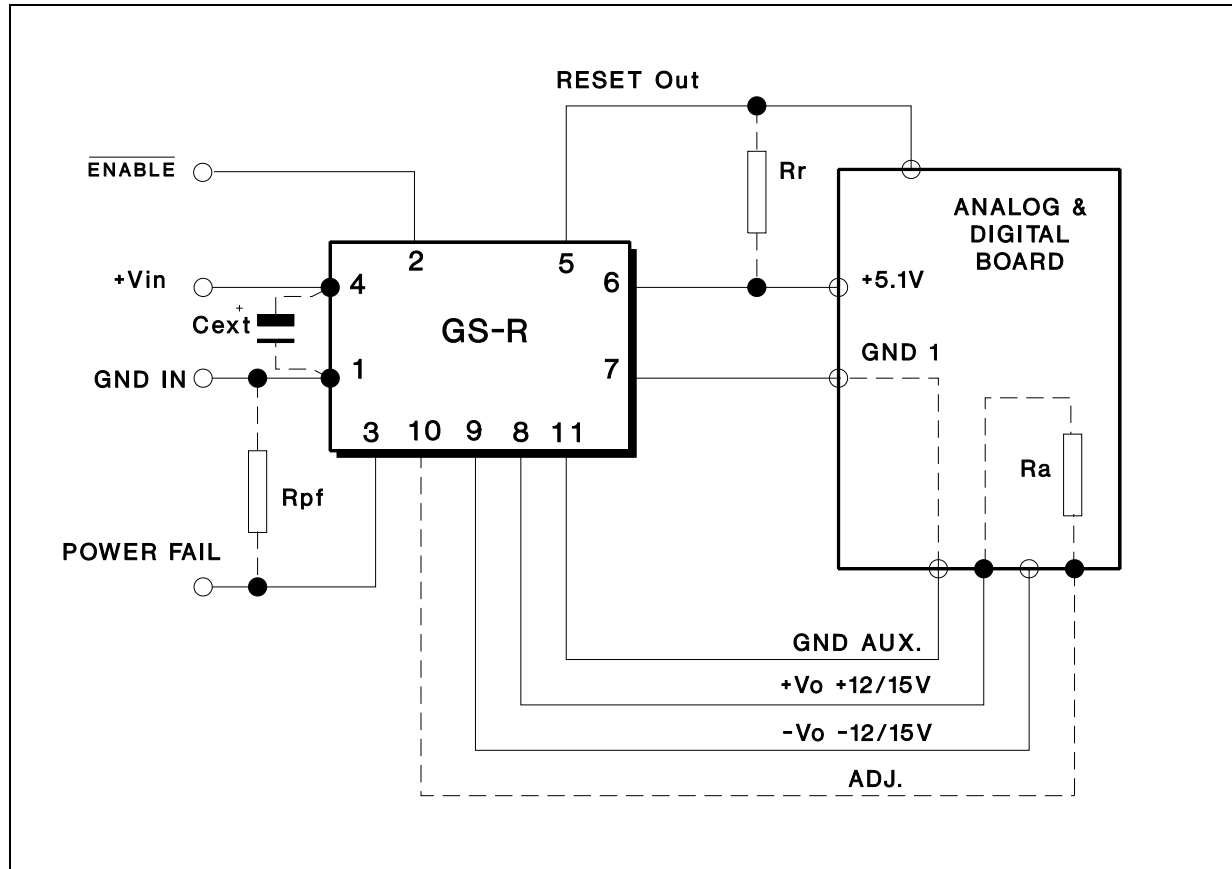 RESET Out
ENABLE
Rr
ANALOG &
DIGITAL
BOARD
2
5
+Vin
4
6
+5.1V
+
Cext
GS-R
GND 1
GND IN
1
7
3
10
9
8
11
Ra
Rpf
POWER FAIL
GND AUX.
+Vo +12/15V
-Vo -12/15V
ADJ.